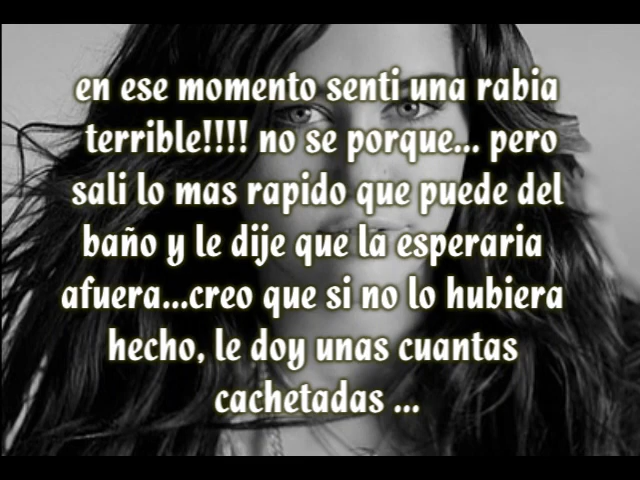 en ese momento senti una rabia
terrible!!!! no se porque... pero
sali lo mas rapido que puede del
baño y le dije que la esperaria
afuera...creo que si no lo hubiera
hecho, le doy unas cuantas
cachetadas ...